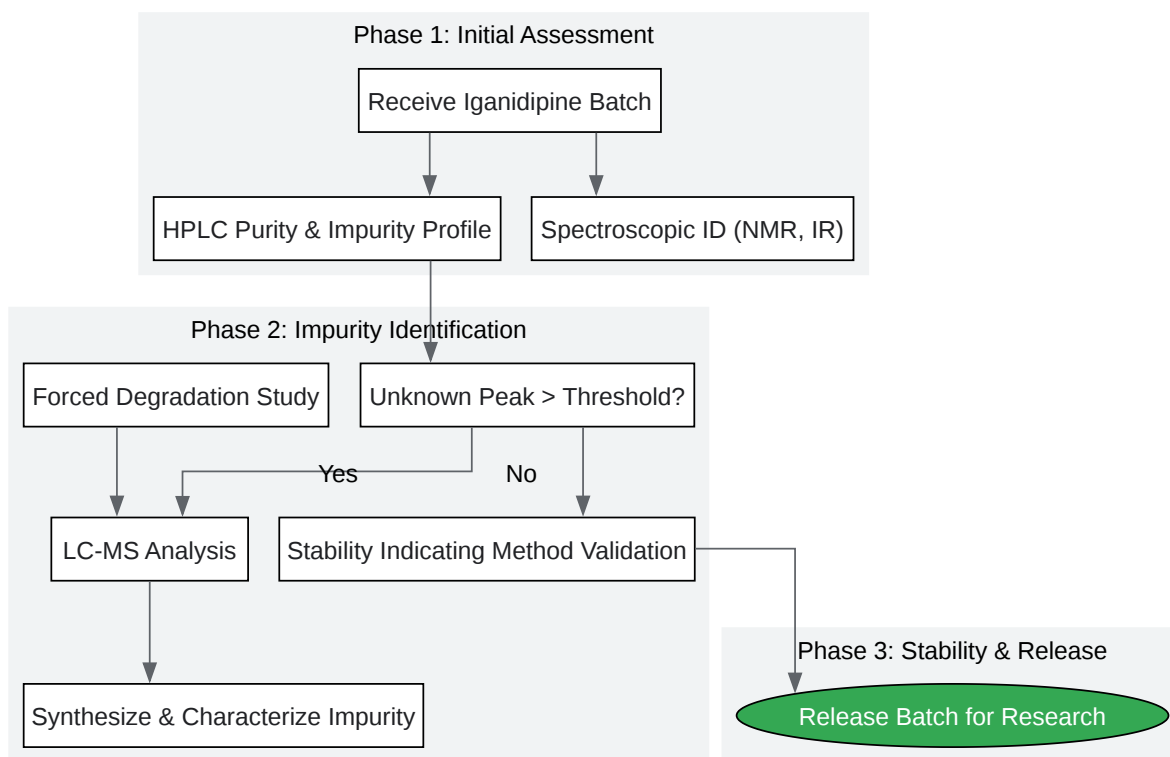 Phase 1: Initial Assessment
Receive Iganidipine Batch
HPLC Purity & Impurity Profile
Spectroscopic ID (NMR, IR)
Phase 2: Impurity Identification
Forced Degradation Study
Unknown Peak > Threshold?
Yes
No
LC-MS Analysis
Stability Indicating Method Validation
Synthesize & Characterize Impurity
Phase 3: Stability & Release
Release Batch for Research